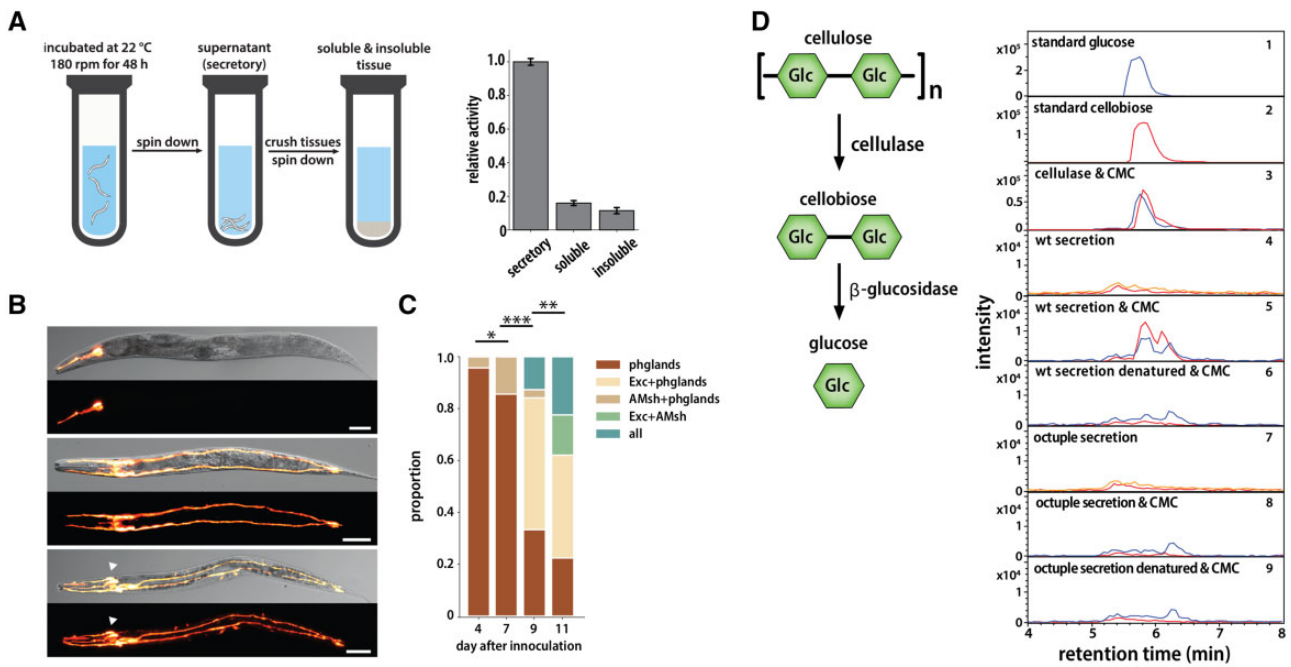 A
incubated at 22 °C
180 rpm for 48 h
supernatant
(secretory)
soluble & insoluble
tissue
spin down
crush tissues
spin down
relative activity
1.0
0.8
0.6
0.4
0.2
0
secretory
soluble
insoluble
B
C
*
***
**
proportion
1.0
0.8
0.6
0.4
0.2
0
4 7 9 11
day after innoculation
phglands
Exc+phglands
AMsh+phglands
Exc+AMsh
all
D
cellulose
Glc Glc
n
cellulase
cellobiose
Glc Glc
β-glucosidase
glucose
Glc
intensity
x10⁵
2
0
standard glucose 1
x10⁵
1
0
standard cellobiose 2
x10⁵
0.5
0
cellulase & CMC 3
x10⁴
1
0
wt secretion 4
x10⁴
1
0
wt secretion & CMC 5
x10⁴
1
0
wt secretion denatured & CMC 6
x10⁴
1
0
octuple secretion 7
x10⁴
1
0
octuple secretion & CMC 8
x10⁴
1
0
octuple secretion denatured & CMC 9
4 5 6 7 8
retention time (min)